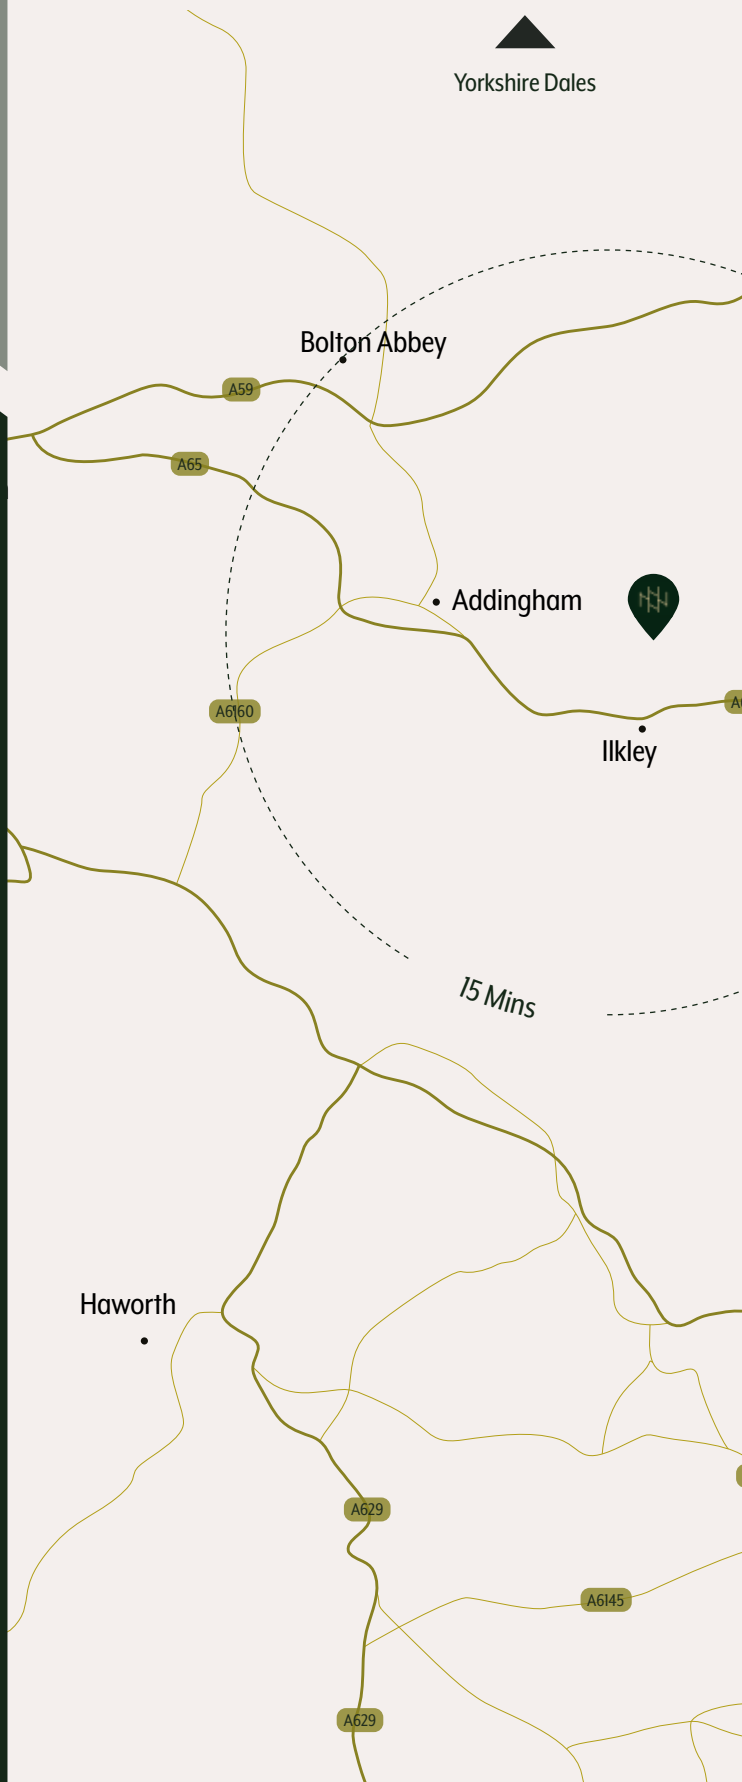 Yorkshire Dales
Bolton Abbey
A59
A65
Addingham
A6160
Ilkley
15 Mins
Haworth
A629
A6145
A629